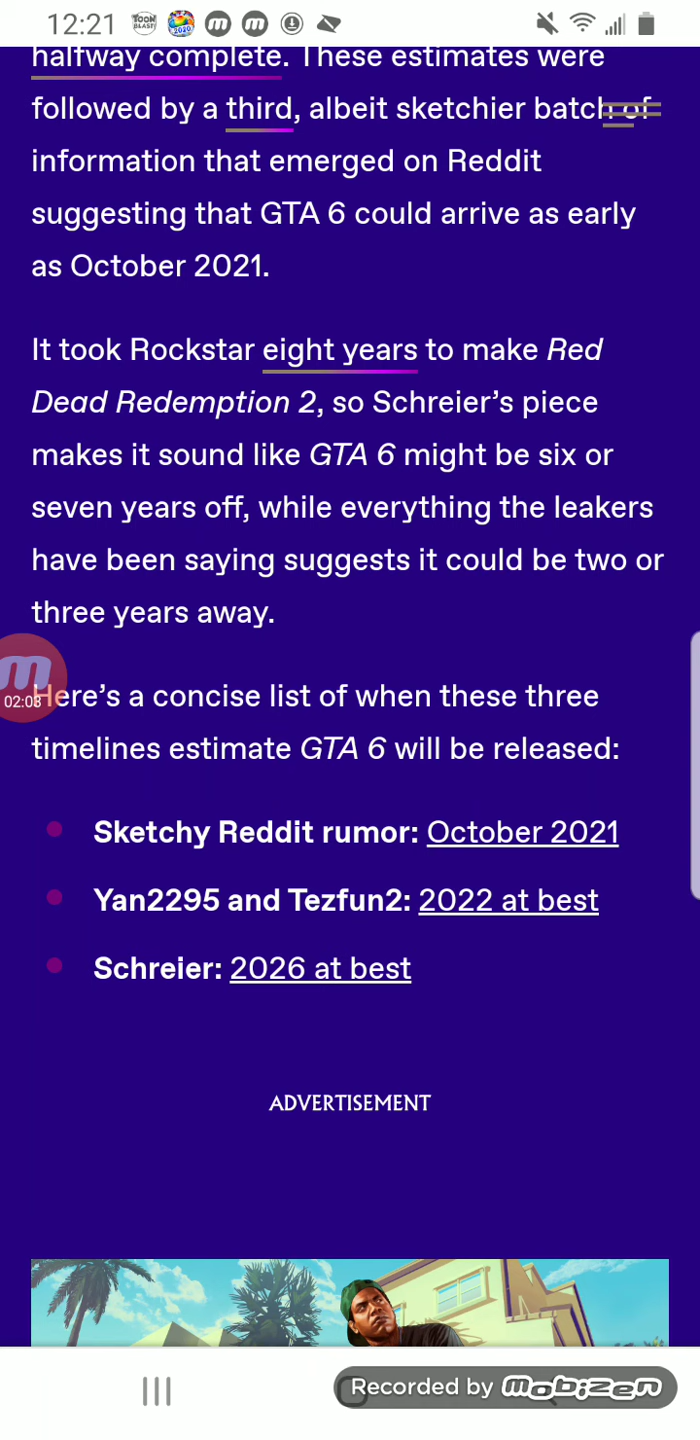 12:21
TOON BLAST!
2020
halfway complete. These estimates were
followed by a third, albeit sketchier batch of
information that emerged on Reddit
suggesting that GTA 6 could arrive as early
as October 2021.
It took Rockstar eight years to make Red
Dead Redemption 2, so Schreier’s piece
makes it sound like GTA 6 might be six or
seven years off, while everything the leakers
have been saying suggests it could be two or
three years away.
m
02:08
Here’s a concise list of when these three
timelines estimate GTA 6 will be released:
Sketchy Reddit rumor: October 2021
Yan2295 and Tezfun2: 2022 at best
Schreier: 2026 at best
ADVERTISEMENT
Recorded by mobizen